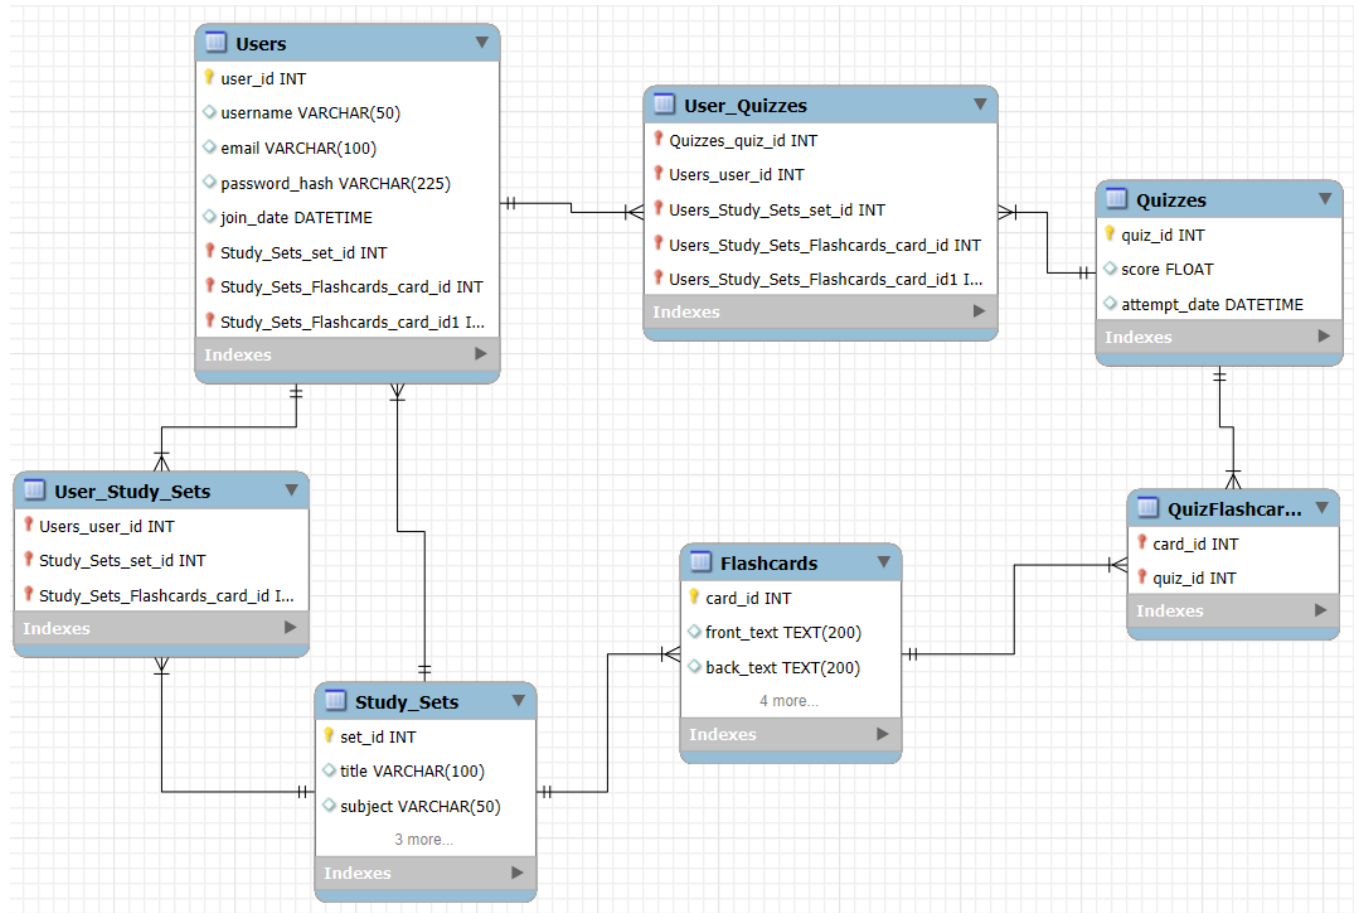 Users
user_id INT
username VARCHAR(50)
email VARCHAR(100)
password_hash VARCHAR(225)
join_date DATETIME
Study_Sets_set_id INT
Study_Sets_Flashcards_card_id INT
Study_Sets_Flashcards_card_id1 I...
Indexes
User_Quizzes
Quizzes_quiz_id INT
Users_user_id INT
Users_Study_Sets_set_id INT
Users_Study_Sets_Flashcards_card_id INT
Users_Study_Sets_Flashcards_card_id1 I...
Indexes
Quizzes
quiz_id INT
score FLOAT
attempt_date DATETIME
Indexes
User_Study_Sets
Users_user_id INT
Study_Sets_set_id INT
Study_Sets_Flashcards_card_id I...
Indexes
Study_Sets
set_id INT
title VARCHAR(100)
subject VARCHAR(50)
3 more...
Indexes
Flashcards
card_id INT
front_text TEXT(200)
back_text TEXT(200)
4 more...
Indexes
QuizFlashcar...
card_id INT
quiz_id INT
Indexes